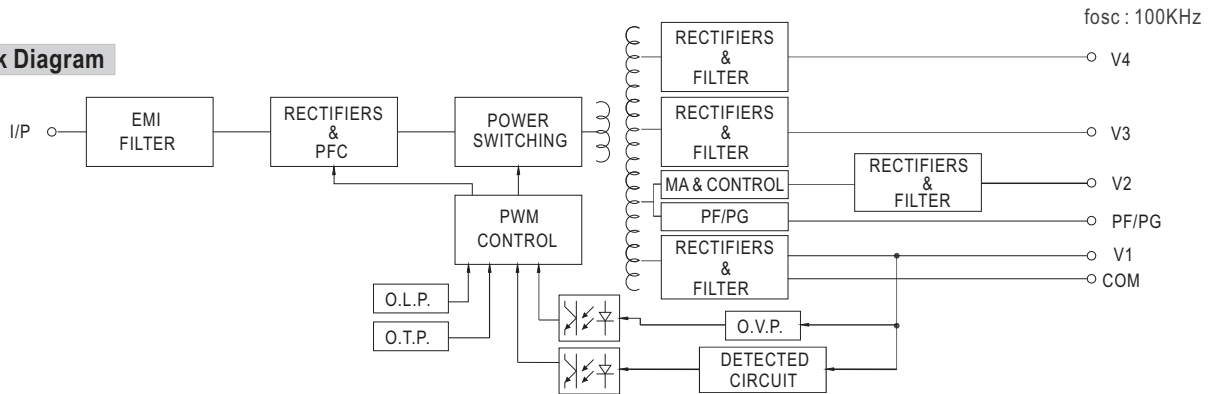 fosc : 100KHz
k Diagram
I/P
EMI
FILTER
RECTIFIERS
&
PFC
POWER
SWITCHING
PWM
CONTROL
O.L.P.
O.T.P.
RECTIFIERS
&
FILTER
V4
RECTIFIERS
&
FILTER
V3
MA & CONTROL
RECTIFIERS
&
FILTER
V2
PF/PG
PF/PG
RECTIFIERS
&
FILTER
V1
COM
O.V.P.
DETECTED
CIRCUIT